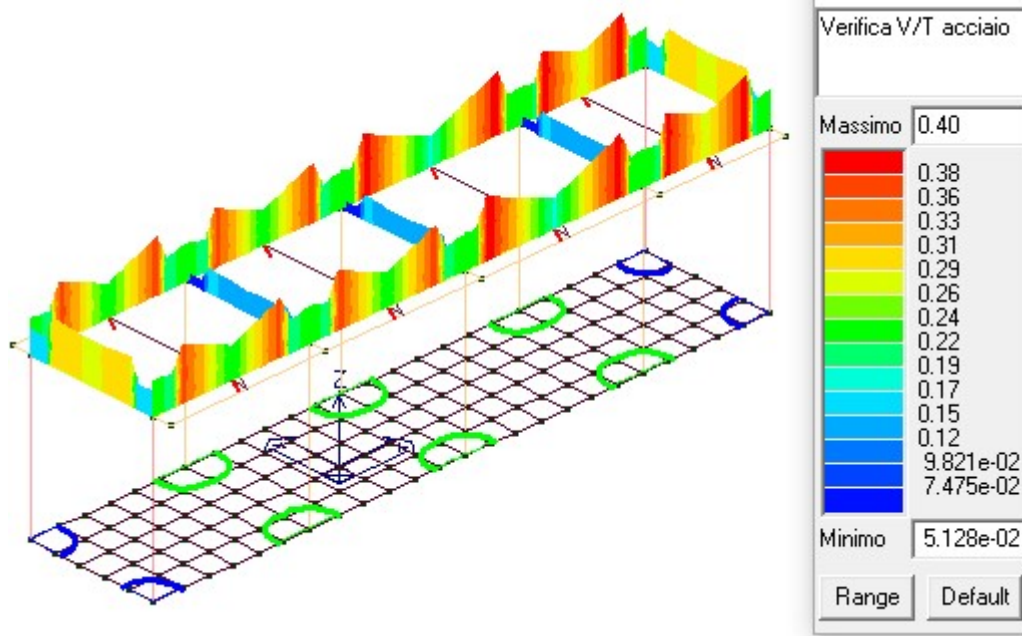 Verifica V/T acciaio
Massimo 0.40
0.38
0.36
0.33
0.31
0.29
0.26
0.24
0.22
0.19
0.17
0.15
0.12
9.821e-02
7.475e-02
Minimo 5.128e-02
Range Default
Z